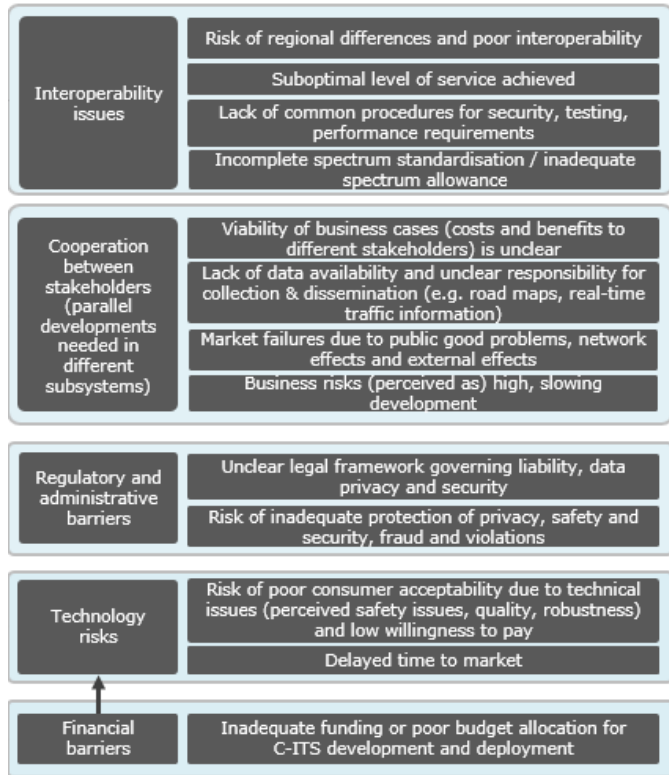 Interoperability
issues
Risk of regional differences and poor interoperability
Suboptimal level of service achieved
Lack of common procedures for security, testing,
performance requirements
Incomplete spectrum standardisation / inadequate
spectrum allowance
Cooperation
between
stakeholders
(parallel
developments
needed in
different
subsystems)
Viability of business cases (costs and benefits to
different stakeholders) is unclear
Lack of data availability and unclear responsibility for
collection & dissemination (e.g. road maps, real-time
traffic information)
Market failures due to public good problems, network
effects and external effects
Business risks (perceived as) high, slowing
development
Regulatory and
administrative
barriers
Unclear legal framework governing liability, data
privacy and security
Risk of inadequate protection of privacy, safety and
security, fraud and violations
Technology
risks
Risk of poor consumer acceptability due to technical
issues (perceived safety issues, quality, robustness)
and low willingness to pay
Delayed time to market
Financial
barriers
Inadequate funding or poor budget allocation for
C-ITS development and deployment